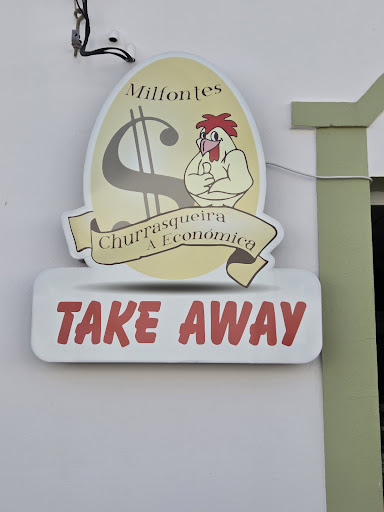 Milfontes
$
Churrasqueira
A Económica
TAKE AWAY